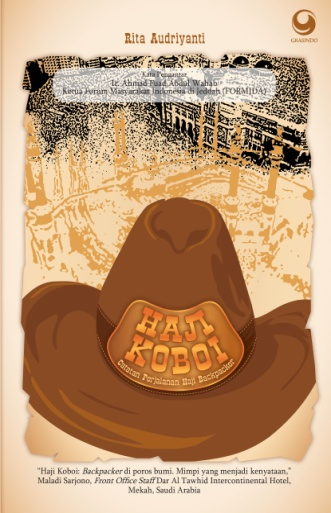 Rita Audriyanti
GRASINDO
Kata Pengantar
Ir. Ahmad Fuad Abdul Wahab
Ketua Forum Masyarakat Indonesia di Jeddah (FORMIDA)
HAJI
KOBOI
Catatan Perjalanan Haji Backpacker
"Haji Koboi: Backpacker di poros bumi. Mimpi yang menjadi kenyataan,"
Maladi Sarjono, Front Office Staff Dar Al Tawhid Intercontinental Hotel,
Mekah, Saudi Arabia